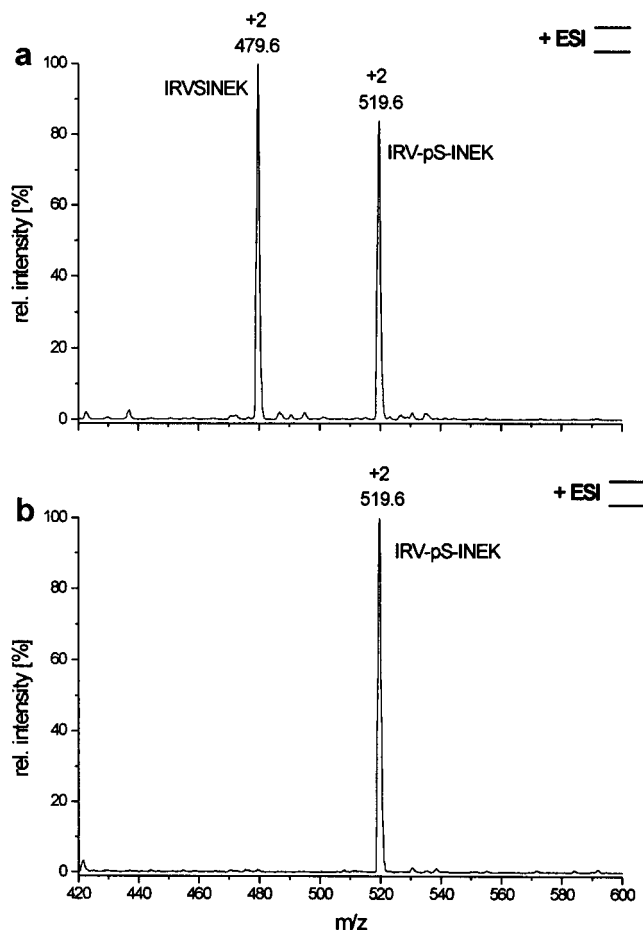 a
+2
479.6
IRVSINEK
+2
519.6
IRV-pS-INEK
+ ESI
100
80
60
40
20
0
rel. intensity [%]
b
+2
519.6
IRV-pS-INEK
+ ESI
100
80
60
40
20
0
rel. intensity [%]
420 440 460 480 500 520 540 560 580 600
m/z